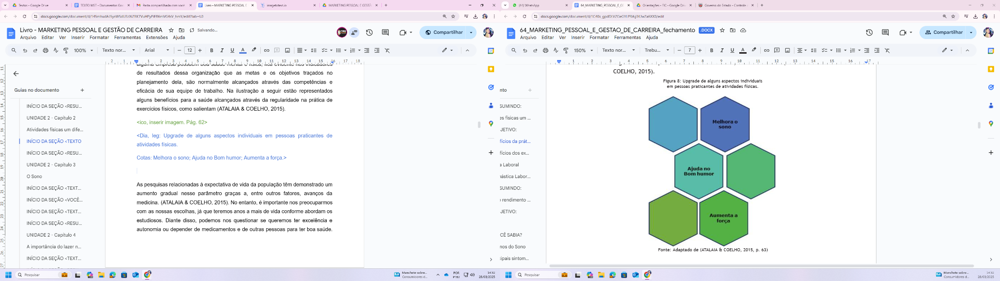 Textos - Google Drive
TEXTO MST - Documentos Goo
Pasta compartilhada com você
Livro - MARKETING PESSOAL E
imagetotext.io
MARKETING PESSOAL E GESTÃ
docs.google.com/document/d/145mhudAJ5ysWSdU3zXiZRK7VuHPyPiER6mVG4sV_hmY/edit?tab=t.0
Livro - MARKETING PESSOAL E GESTÃO DE CARREIRA
Salvando...
Arquivo Editar Ver Inserir Formatar Ferramentas Extensões Ajuda
Compartilhar
100%
Texto nor...
Arial
12
Guias no documento
INÍCIO DA SEÇÃO <RESU...
UNIDADE 2 - Capítulo 2
Atividades físicas um dife...
INÍCIO DA SEÇÃO <TEXTO
INÍCIO DA SEÇÃO <RESU...
UNIDADE 2 - Capítulo 3
O Sono
INÍCIO DA SEÇÃO <TEXT...
INÍCIO DA SEÇÃO <VOCÊ...
INÍCIO DA SEÇÃO <TEXT...
INÍCIO DA SEÇÃO <RESU...
UNIDADE 2 - Capítulo 4
A importância do lazer n...
INÍCIO DA SEÇÃO <TEXT...
alguma empresa possuem boa saúde mental e física, fica evidente nos indicadores
de resultados dessa organização que as metas e os objetivos traçados no
planejamento dela, são normalmente alcançados através das competências e
eficácia de sua equipe de trabalho. Na ilustração a seguir estão representados
alguns benefícios para a saúde alcançados através da regularidade na prática de
exercícios físicos, como salientam (ATALAIA & COELHO, 2015).
<ico, inserir imagem. Pág. 62>
<Dia, leg: Upgrade de alguns aspectos individuais em pessoas praticantes de
atividades físicas.
Cotas: Melhora o sono; Ajuda no Bom humor; Aumenta a força.>
As pesquisas relacionadas à expectativa de vida da população têm demonstrado um
aumento gradual nesse parâmetro graças a, entre outros fatores, avanços da
medicina. (ATALAIA & COELHO, 2015). No entanto, é importante nos preocuparmos
com as nossas escolhas, já que teremos anos a mais de vida conforme abordam os
estudiosos. Diante disso, podemos nos questionar se queremos ter excelência e
autonomia ou depender de medicamentos e de outras pessoas para ter boa saúde.
Pesquisar
Manchete sobre...
Consumidores d...
POR
PTB2
14:32
28/03/2025
(44) WhatsApp
64_MARKETING_PESSOAL_E_GE
Orientações - FIC - Google Driv
Governo do Estado - Controle
docs.google.com/document/d/1C40s_gpdDLVZGeGYLPRAjj3KJwZa6XX0/edit
64_MARKETING_PESSOAL_E_GESTAO_DE_CARREIRA_fechamento
.DOCX
Arquivo Editar Ver Inserir Formatar Ferramentas Ajuda
Compartilhar
150%
Texto nor...
Trebu...
7
nto
SUMINDO:
es físicas um ...
JETIVO:
fícios da prát...
fícios dos ex...
a Laboral
nástica Labor...
SUMINDO:
o rendimento ...
JETIVO:
CÊ SABIA?
nos do Sono
cipais sintom...
COELHO, 2015).
Figura 8: Upgrade de alguns aspectos individuais
em pessoas praticantes de atividades físicas.
Melhora o
sono
Ajuda no
Bom humor
Aumenta a
força
Fonte: Adaptado de (ATALAIA & COELHO, 2015, p. 63)
Pesquisar
Manchete sobre...
Consumidores d...
14:32
28/03/2025